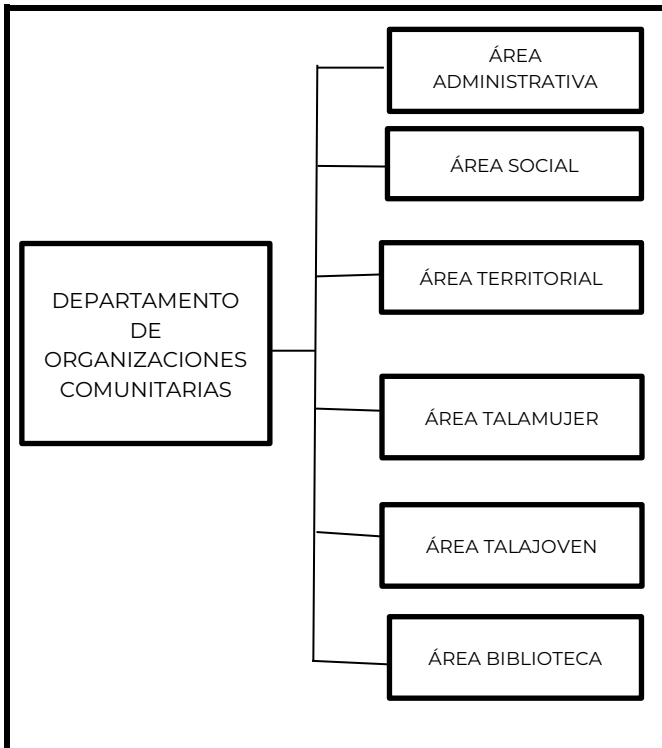 ÁREA
ADMINISTRATIVA
ÁREA SOCIAL
ÁREA TERRITORIAL
DEPARTAMENTO
DE
ORGANIZACIONES
COMUNITARIAS
ÁREA TALAMUJER
ÁREA TALAJOVEN
ÁREA BIBLIOTECA